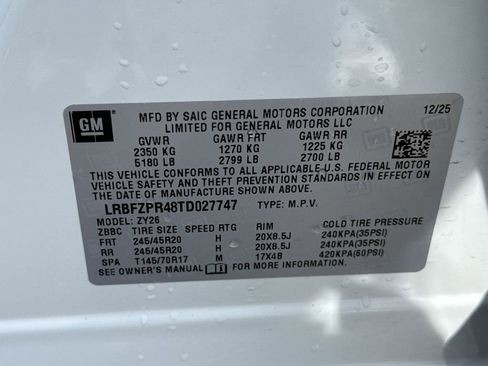 GM
MFD BY SAIC GENERAL MOTORS CORPORATION 12/25
LIMITED FOR GENERAL MOTORS LLC
GVWR GAWR FRT GAWR RR
2350 KG 1270 KG 1225 KG
5180 LB 2799 LB 2700 LB
THIS VEHICLE CONFORMS TO ALL APPLICABLE U.S. FEDERAL MOTOR
VEHICLE SAFETY AND THEFT PREVENTION STANDARDS IN EFFECT ON
THE DATE OF MANUFACTURE SHOWN ABOVE.
LRBFZPR48TD027747 TYPE: M.P.V.
MODEL: ZY26
ZBBC TIRE SIZE SPEED RTG RIM COLD TIRE PRESSURE
FRT 245/45R20 20X8.5J 240KPA(35PSI)
RR 245/45R20 20X8.5J 240KPA(35PSI)
SPA T145/70R17 M 17X4B 420KPA(60PSI)
SEE OWNER'S MANUAL FOR MORE INFORMATION.